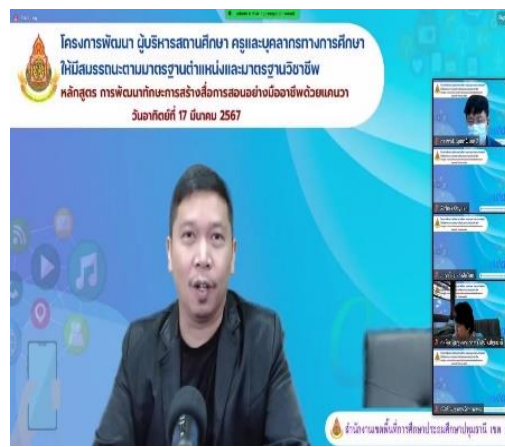 โครงการพัฒนา ผู้บริหารสถานศึกษา ครูและบุคลากรทางการศึกษา
ให้มีสมรรถนะตามมาตรฐานตำแหน่งและมาตรฐานวิชาชีพ
หลักสูตร การพัฒนาทักษะการสร้างสื่อการสอนอย่างมืออาชีพด้วยแคนวา
วันอาทิตย์ที่ 17 มีนาคม 2567
สำนักงานเขตพื้นที่การศึกษาประถมศึกษาปทุมธานี เขต